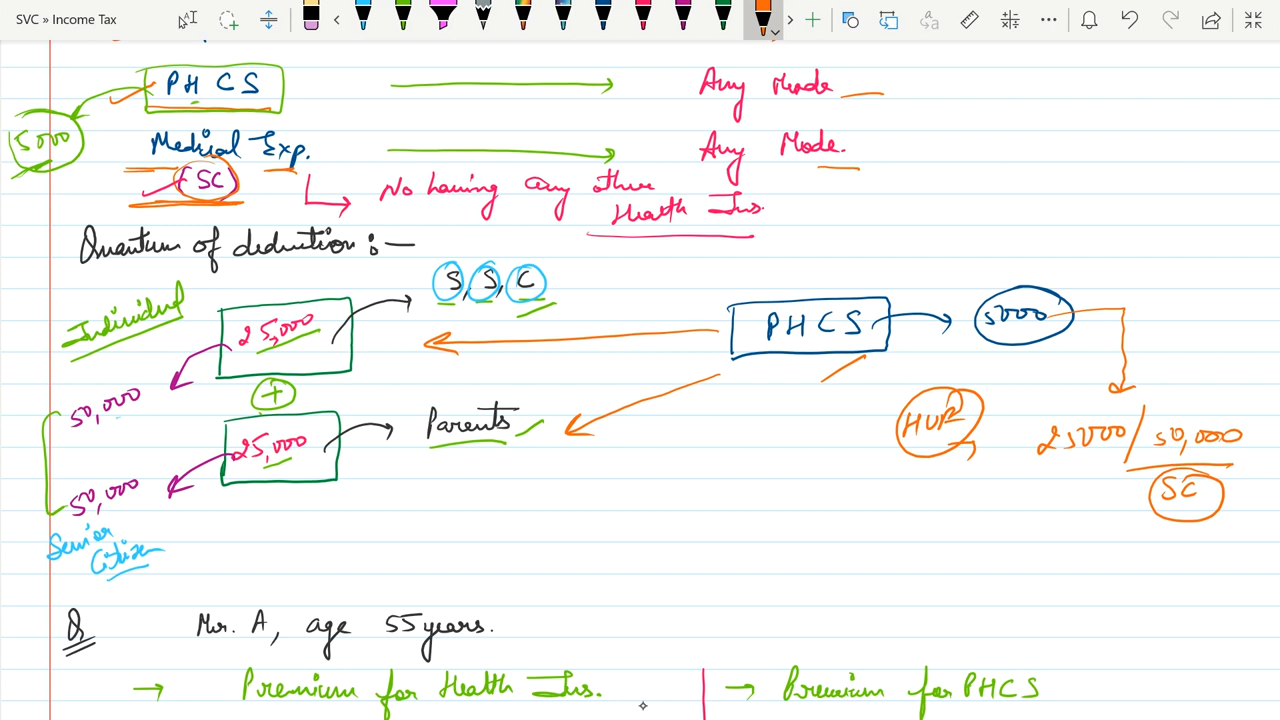 SVC » Income Tax
PHCS Any Mode
5000
Medical Exp. Any Mode.
(SC) No having any other
Health Ins.
Quantum of deduction :—
S, S, C
Individual 25,000 PHCS 5000
50,000 +
25,000 Parents HUF 25000 / 50,000
50,000 SC
Senior
Citizen
Q Mr. A, age 55 years.
→ Premium for Health Ins. → Premium for PHCS